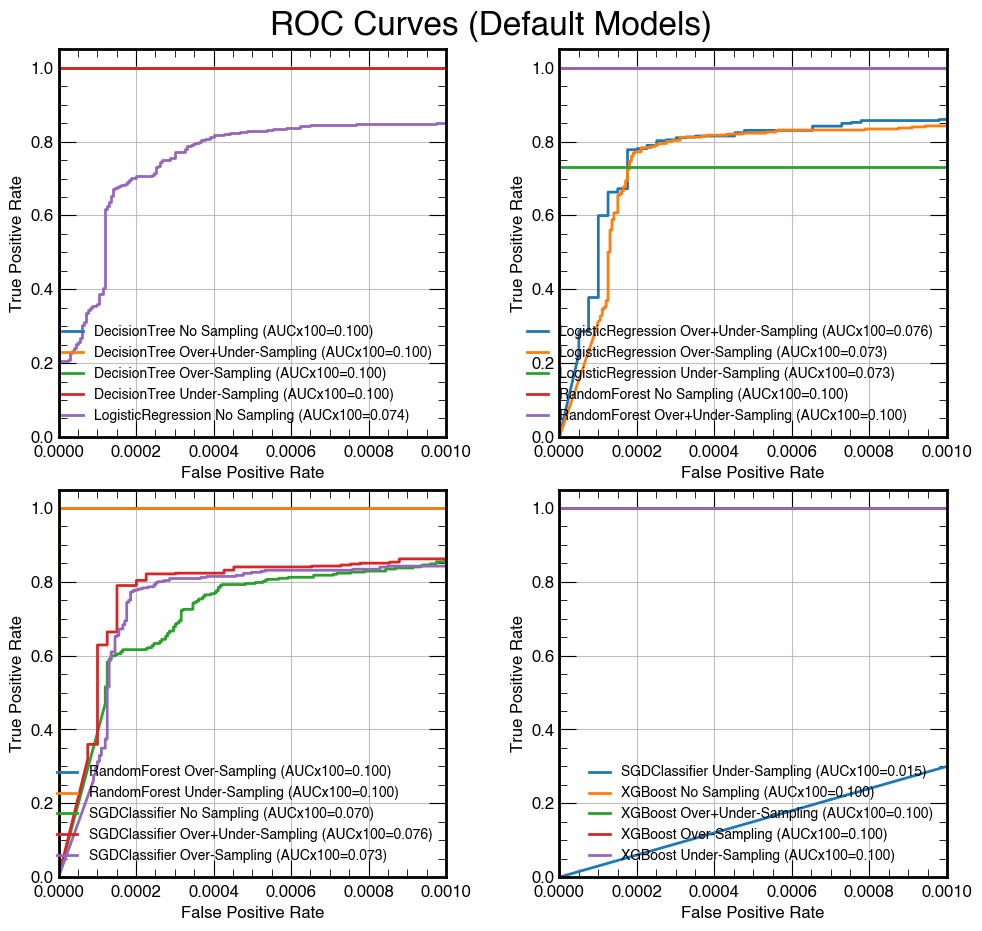 ROC Curves (Default Models)
1.0
0.8
0.6
0.4
0.2
0.0
True Positive Rate
DecisionTree No Sampling (AUCx100=0.100)
DecisionTree Over+Under-Sampling (AUCx100=0.100)
DecisionTree Over-Sampling (AUCx100=0.100)
DecisionTree Under-Sampling (AUCx100=0.100)
LogisticRegression No Sampling (AUCx100=0.074)
0.0000 0.0002 0.0004 0.0006 0.0008 0.0010
False Positive Rate
1.0
0.8
0.6
0.4
0.2
0.0
True Positive Rate
LogisticRegression Over+Under-Sampling (AUCx100=0.076)
LogisticRegression Over-Sampling (AUCx100=0.073)
LogisticRegression Under-Sampling (AUCx100=0.073)
RandomForest No Sampling (AUCx100=0.100)
RandomForest Over+Under-Sampling (AUCx100=0.100)
0.0000 0.0002 0.0004 0.0006 0.0008 0.0010
False Positive Rate
1.0
0.8
0.6
0.4
0.2
0.0
True Positive Rate
RandomForest Over-Sampling (AUCx100=0.100)
RandomForest Under-Sampling (AUCx100=0.100)
SGDClassifier No Sampling (AUCx100=0.070)
SGDClassifier Over+Under-Sampling (AUCx100=0.076)
SGDClassifier Over-Sampling (AUCx100=0.073)
0.0000 0.0002 0.0004 0.0006 0.0008 0.0010
False Positive Rate
1.0
0.8
0.6
0.4
0.2
0.0
True Positive Rate
SGDClassifier Under-Sampling (AUCx100=0.015)
XGBoost No Sampling (AUCx100=0.100)
XGBoost Over+Under-Sampling (AUCx100=0.100)
XGBoost Over-Sampling (AUCx100=0.100)
XGBoost Under-Sampling (AUCx100=0.100)
0.0000 0.0002 0.0004 0.0006 0.0008 0.0010
False Positive Rate